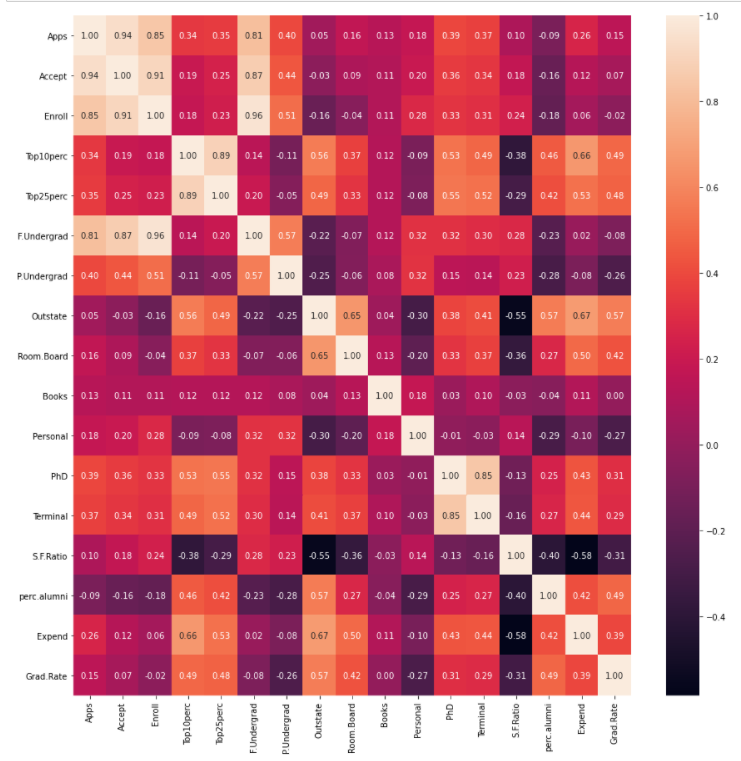 Apps 1.00 0.94 0.85 0.34 0.35 0.81 0.40 0.05 0.16 0.13 0.18 0.39 0.37 0.10 -0.09 0.26 0.15
Accept 0.94 1.00 0.91 0.19 0.25 0.87 0.44 -0.03 0.09 0.11 0.20 0.36 0.34 0.18 -0.16 0.12 0.07
Enroll 0.85 0.91 1.00 0.18 0.23 0.96 0.51 -0.16 -0.04 0.11 0.28 0.33 0.31 0.24 -0.18 0.06 -0.02
Top10perc 0.34 0.19 0.18 1.00 0.89 0.14 -0.11 0.56 0.37 0.12 -0.09 0.53 0.49 -0.38 0.46 0.66 0.49
Top25perc 0.35 0.25 0.23 0.89 1.00 0.20 -0.05 0.49 0.33 0.12 -0.08 0.55 0.52 -0.29 0.42 0.53 0.48
F.Undergrad 0.81 0.87 0.96 0.14 0.20 1.00 0.57 -0.22 -0.07 0.12 0.32 0.32 0.30 0.28 -0.23 0.02 -0.08
P.Undergrad 0.40 0.44 0.51 -0.11 -0.05 0.57 1.00 -0.25 -0.06 0.08 0.32 0.15 0.14 0.23 -0.28 -0.08 -0.26
Outstate 0.05 -0.03 -0.16 0.56 0.49 -0.22 -0.25 1.00 0.65 0.04 -0.30 0.38 0.41 -0.55 0.57 0.67 0.57
Room.Board 0.16 0.09 -0.04 0.37 0.33 -0.07 -0.06 0.65 1.00 0.13 -0.20 0.33 0.37 -0.36 0.27 0.50 0.42
Books 0.13 0.11 0.11 0.12 0.12 0.12 0.08 0.04 0.13 1.00 0.18 0.03 0.10 -0.03 -0.04 0.11 0.00
Personal 0.18 0.20 0.28 -0.09 -0.08 0.32 0.32 -0.30 -0.20 0.18 1.00 -0.01 -0.03 0.14 -0.29 -0.10 -0.27
PhD 0.39 0.36 0.33 0.53 0.55 0.32 0.15 0.38 0.33 0.03 -0.01 1.00 0.85 -0.13 0.25 0.43 0.31
Terminal 0.37 0.34 0.31 0.49 0.52 0.30 0.14 0.41 0.37 0.10 -0.03 0.85 1.00 -0.16 0.27 0.44 0.29
S.F.Ratio 0.10 0.18 0.24 -0.38 -0.29 0.28 0.23 -0.55 -0.36 -0.03 0.14 -0.13 -0.16 1.00 -0.40 -0.58 -0.31
perc.alumni -0.09 -0.16 -0.18 0.46 0.42 -0.23 -0.28 0.57 0.27 -0.04 -0.29 0.25 0.27 -0.40 1.00 0.42 0.49
Expend 0.26 0.12 0.06 0.66 0.53 0.02 -0.08 0.67 0.50 0.11 -0.10 0.43 0.44 -0.58 0.42 1.00 0.39
Grad.Rate 0.15 0.07 -0.02 0.49 0.48 -0.08 -0.26 0.57 0.42 0.00 -0.27 0.31 0.29 -0.31 0.49 0.39 1.00
Apps
Accept
Enroll
Top10perc
Top25perc
F.Undergrad
P.Undergrad
Outstate
Room.Board
Books
Personal
PhD
Terminal
S.F.Ratio
perc.alumni
Expend
Grad.Rate
1.0
0.8
0.6
0.4
0.2
0.0
−0.2
−0.4